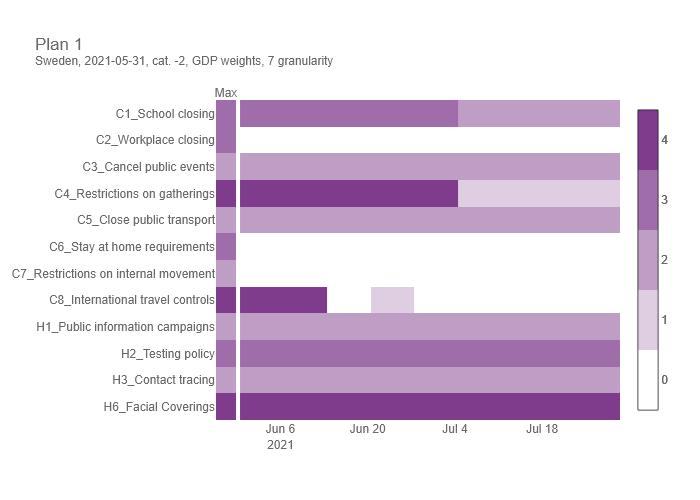 Plan 1
Sweden, 2021-05-31, cat. -2, GDP weights, 7 granularity
Max
C1_School closing
C2_Workplace closing
C3_Cancel public events
C4_Restrictions on gatherings
C5_Close public transport
C6_Stay at home requirements
C7_Restrictions on internal movement
C8_International travel controls
H1_Public information campaigns
H2_Testing policy
H3_Contact tracing
H6_Facial Coverings
Jun 6 Jun 20 Jul 4 Jul 18
2021
4
3
2
1
0